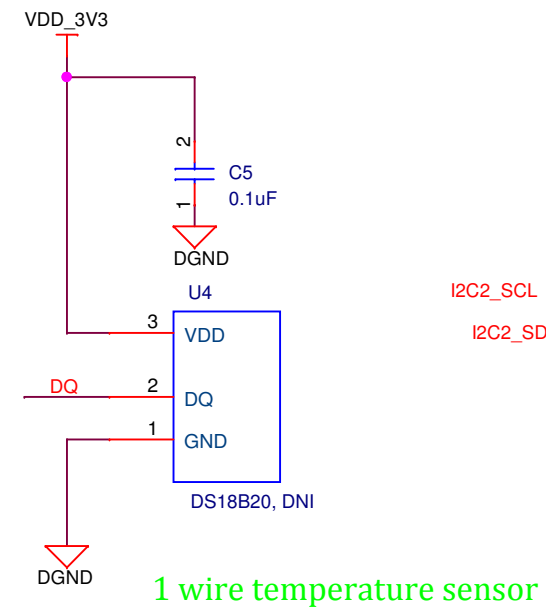 VDD_3V3
2
C5
0.1uF
1
DGND
U4
I2C2_SCL
3
VDD
I2C2_SD
DQ
2
DQ
1
GND
DS18B20, DNI
DGND
1 wire temperature sensor